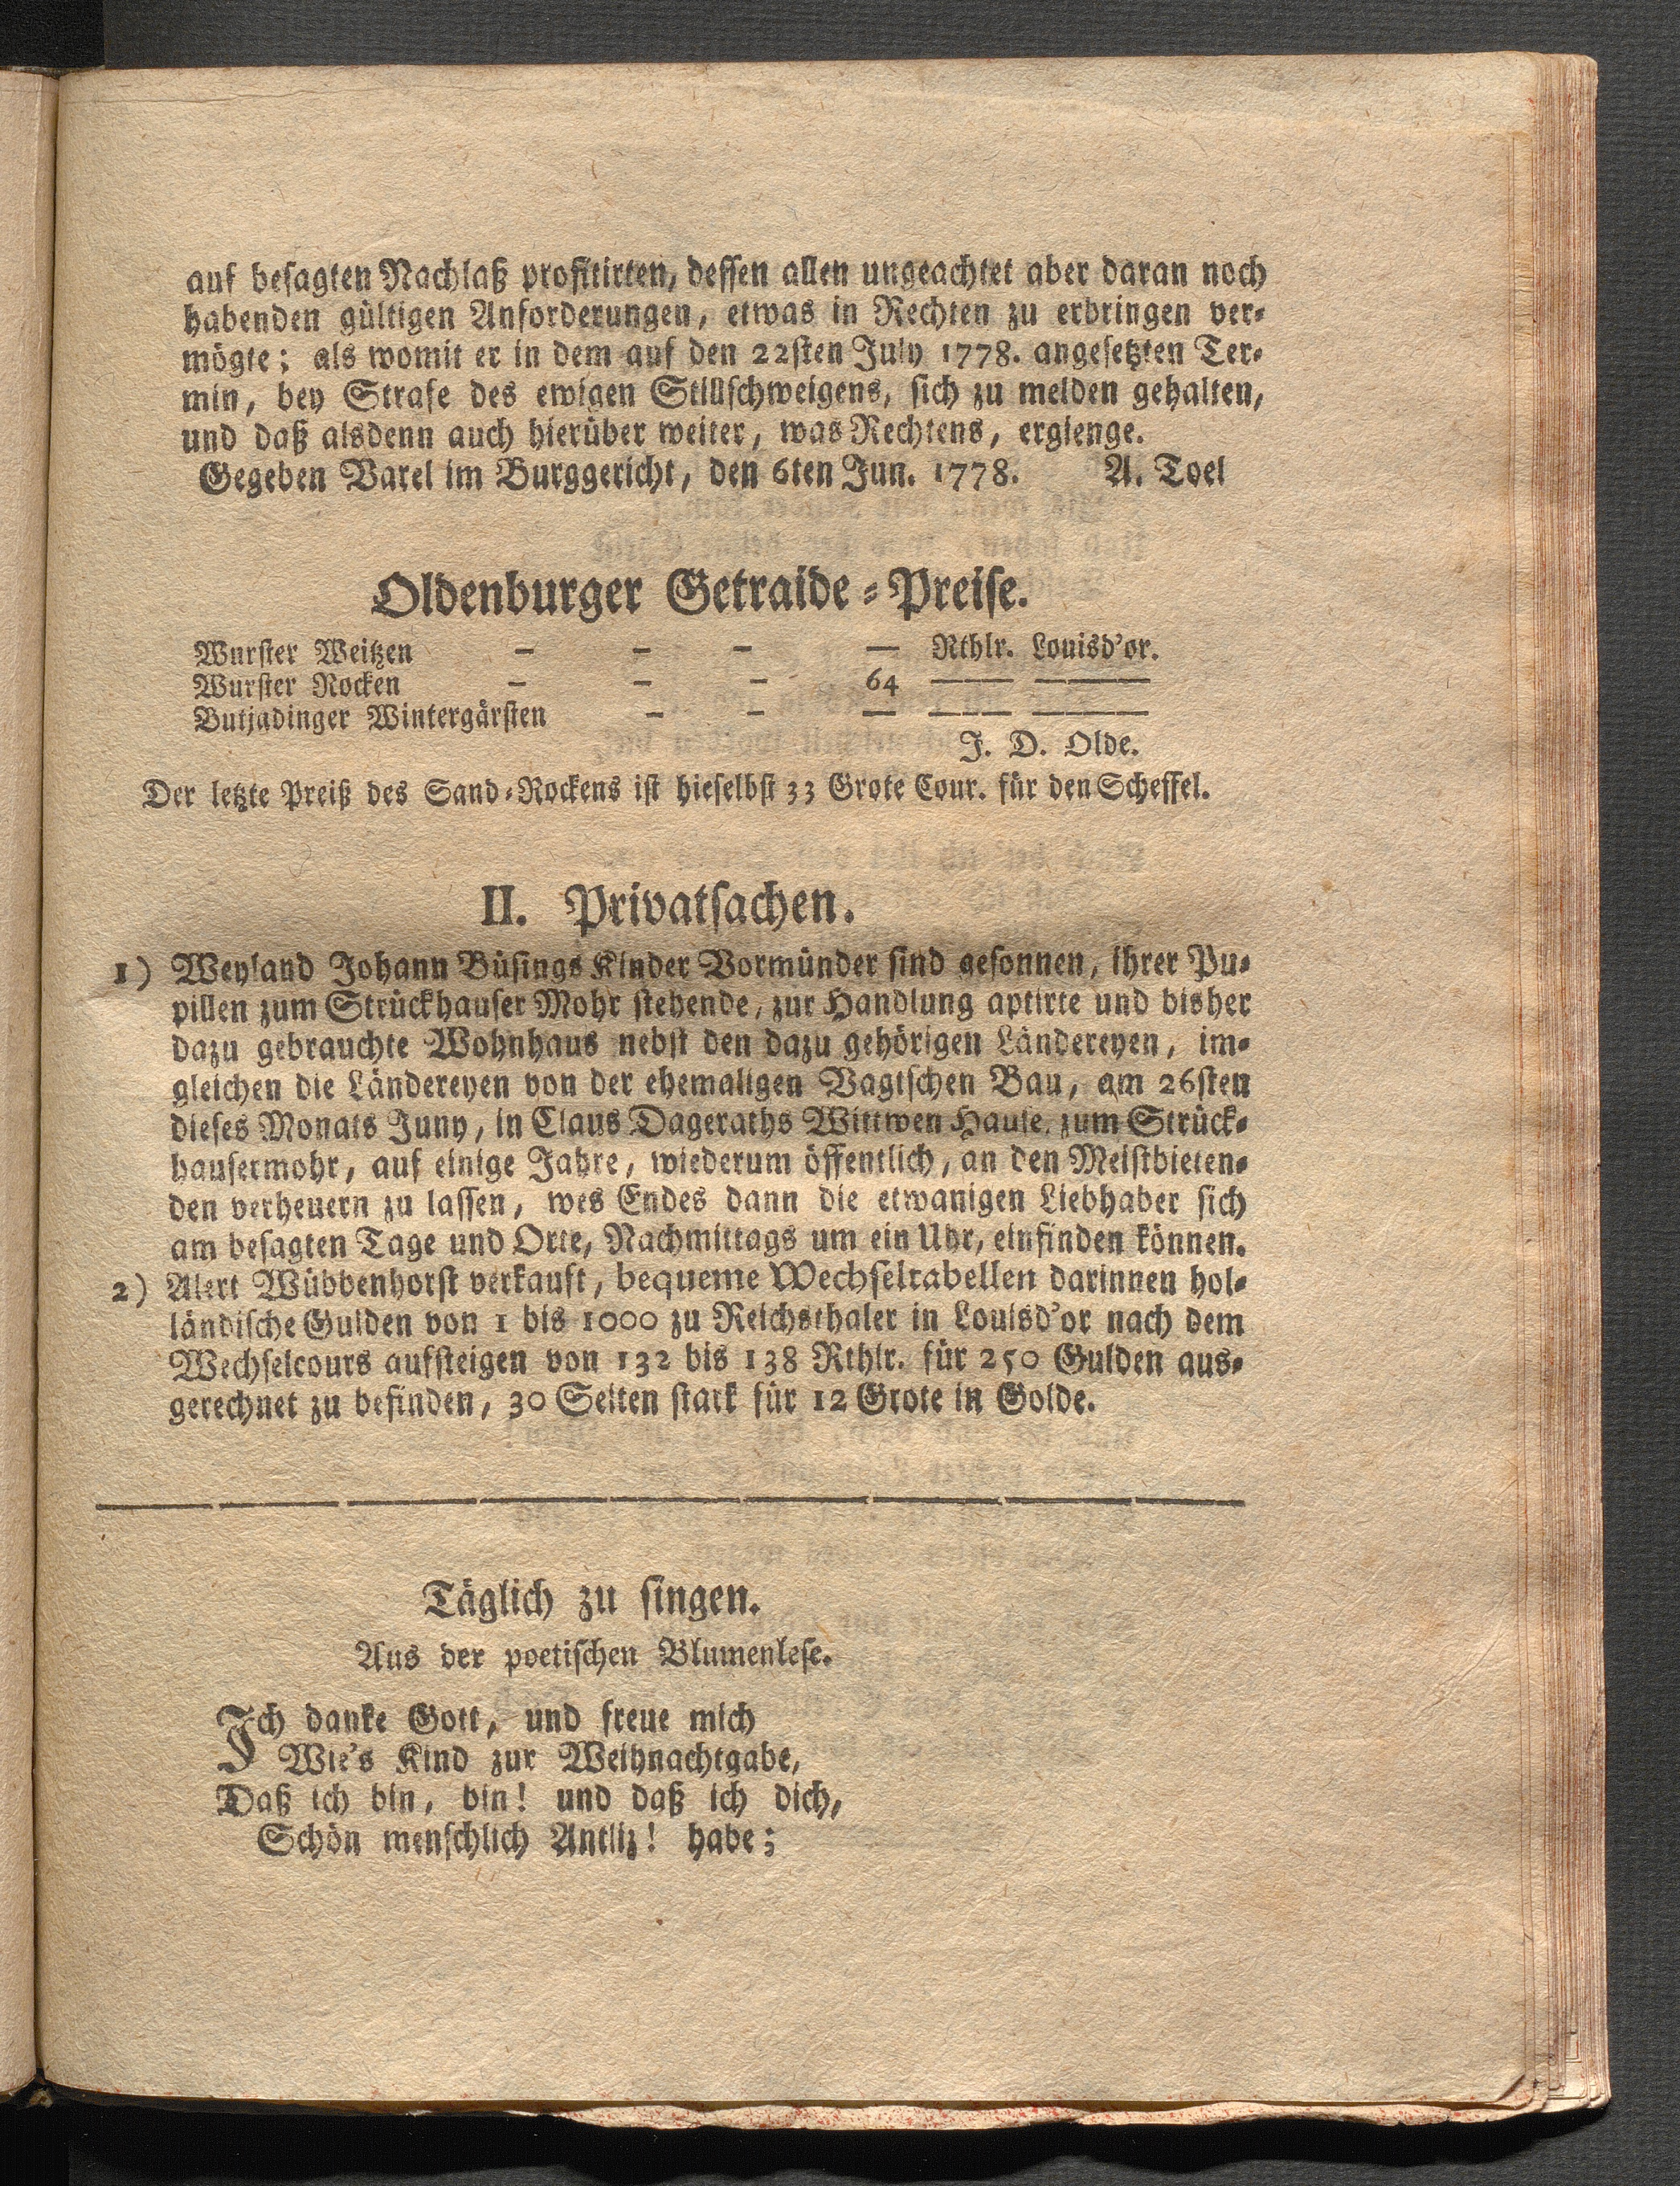 auf besagten Nachlaß profitirten, dessen allen ungeachtet aber daran noch
habenden gültigen Anforderungen, etwas in Rechten zu erbringen ver-
mögte; als womit er in dem auf den 22sten July 1778. angesetzten Ter-
min, bey Strafe des ewigen Stillschweigens, sich zu melden gehalten,
und daß alsdenn auch hierüber weiter, was Rechtens, ergienge.
Gegeben Varel im Burggericht, den 6ten Jun. 1778. A. Toel
Oldenburger Getraide-Preise.
Wurster Weitzen – – – — Rthlr. Louisd'or.
Wurster Rocken – – – 64 —— ———
Butjadinger Wintergärsten – – — —— ———
J. D. Olde.
Der letzte Preiß des Sand-Rockens ist hieselbst 33 Grote Cour. für den Scheffel.
II. Privatsachen.
1) Weyland Johann Büsings Kinder Vormünder sind gesonnen, ihrer Pu-
pillen zum Strückhauser Mohr stehende, zur Handlung aptirte und bisher
dazu gebrauchte Wohnhaus nebst den dazu gehörigen Ländereyen, im-
gleichen die Ländereyen von der ehemaligen Vagtschen Bau, am 26sten
dieses Monats Juny, in Claus Dageraths Wittwen Hause, zum Strück-
hausermohr, auf einige Jahre, wiederum öffentlich, an den Meistbieten-
den verheuern zu lassen, wes Endes dann die etwanigen Liebhaber sich
am besagten Tage und Orte, Nachmittags um ein Uhr, einfinden können.
2) Alert Wübbenhorst verkauft, bequeme Wechseltabellen darinnen hol-
ländische Gulden von 1 bis 1000 zu Reichsthaler in Louisd'or nach dem
Wechselcours aufsteigen von 132 bis 138 Rthlr. für 250 Gulden aus-
gerechnet zu befinden, 30 Seiten stark für 12 Grote in Golde.
Täglich zu singen.
Aus der poetischen Blumenlese.
Ich danke Gott, und freue mich
Wie's Kind zur Weihnachtgabe,
Daß ich bin, bin! und daß ich dich,
Schön menschlich Antliz! habe;